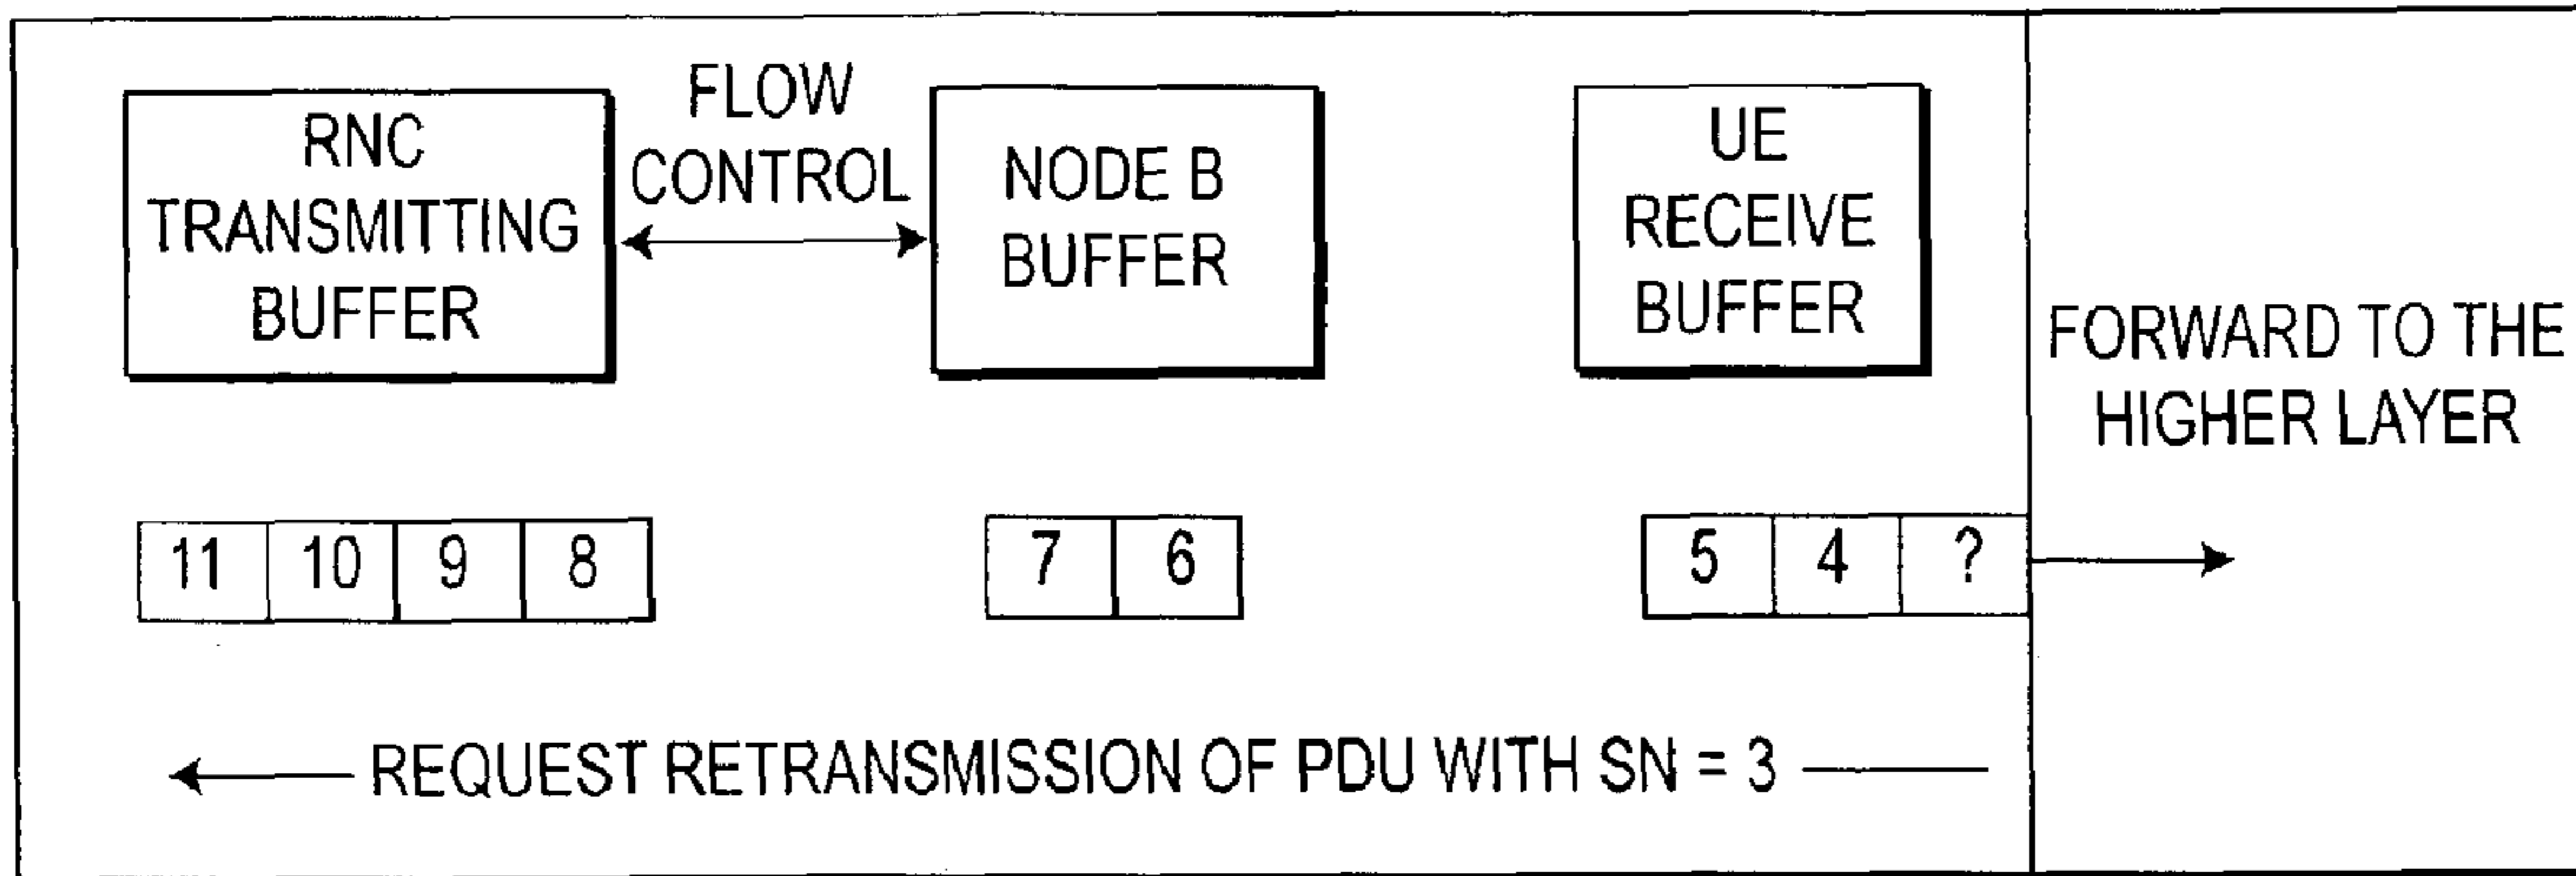 RNC
TRANSMITTING
BUFFER
FLOW
CONTROL
NODE B
BUFFER
UE
RECEIVE
BUFFER
FORWARD TO THE
HIGHER LAYER
11 10 9 8
7 6
5 4 ?
REQUEST RETRANSMISSION OF PDU WITH SN = 3